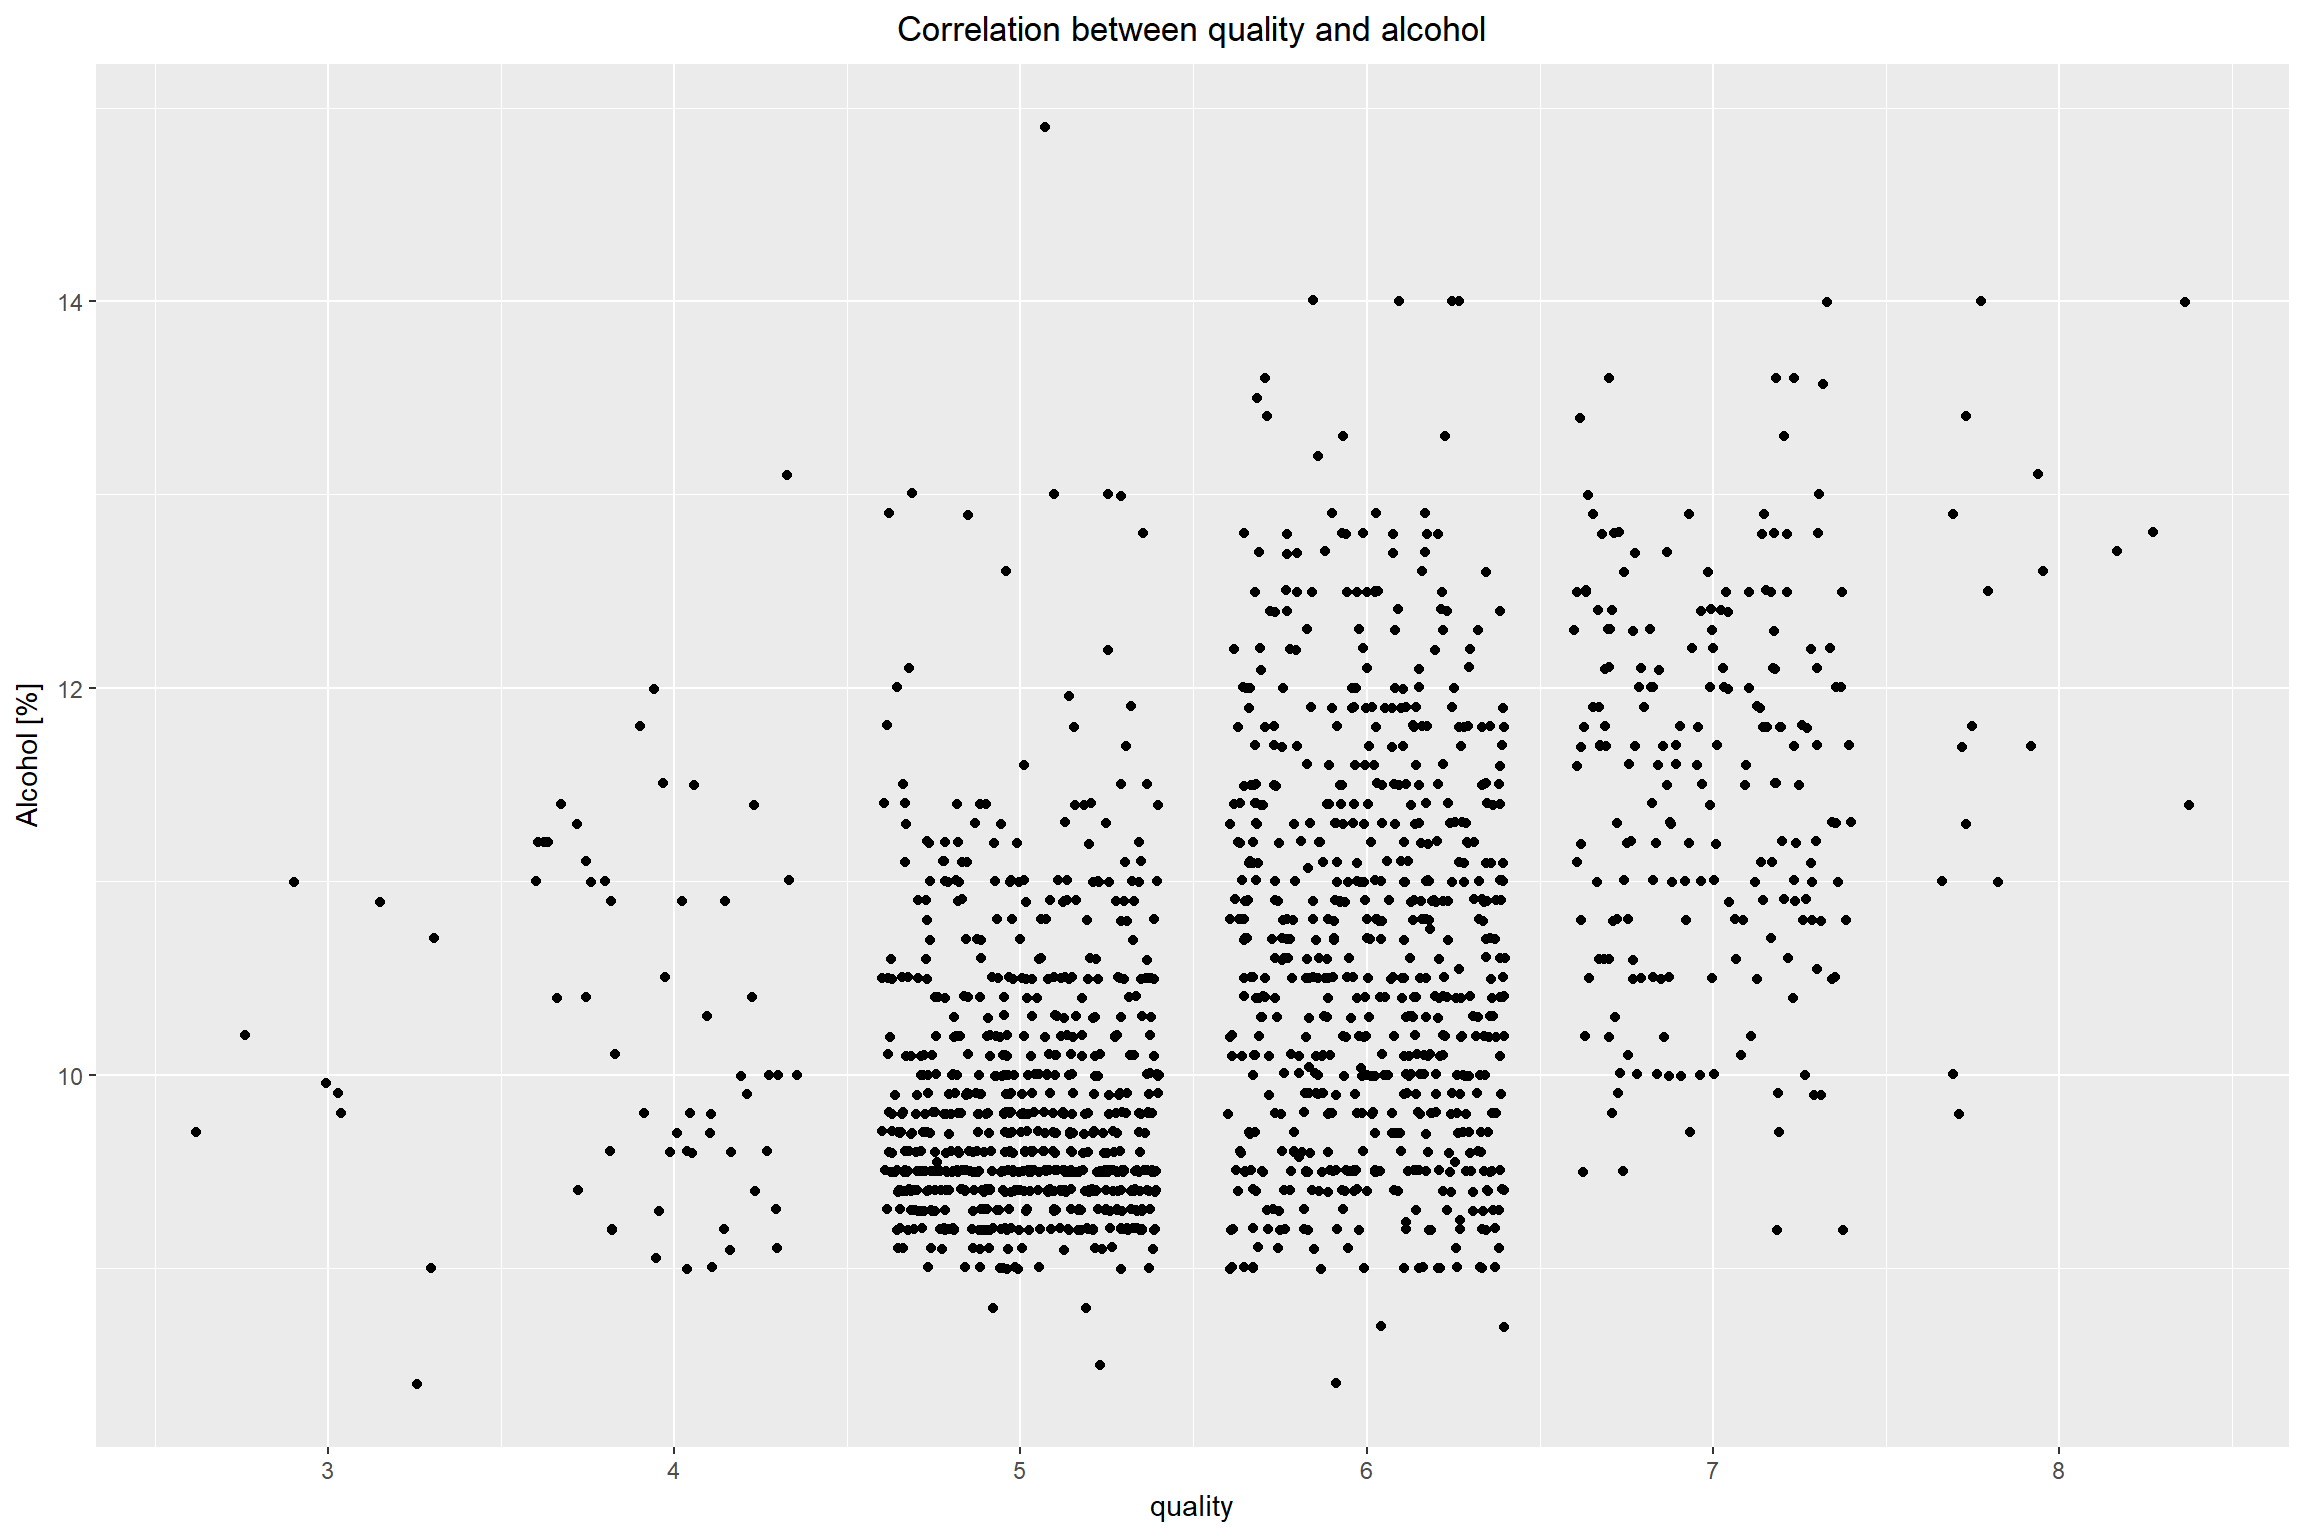 Correlation between quality and alcohol
Alcohol [%]
14
12
10
3 4 5 6 7 8
quality